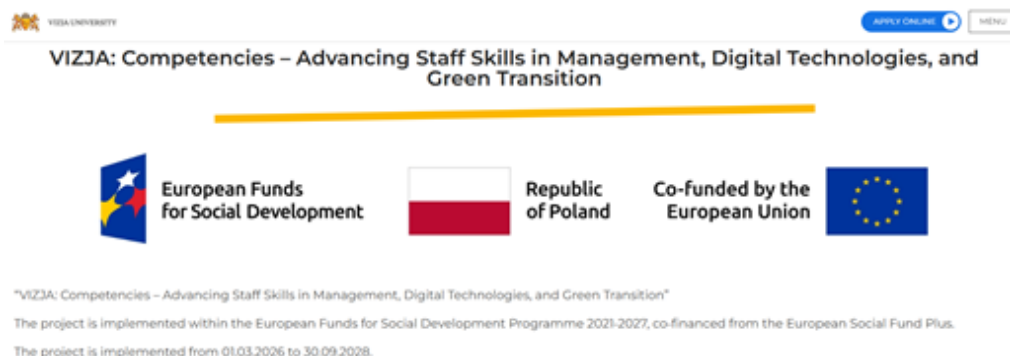 VIZJA UNIVERSITY
APPLY ONLINE
MENU
VIZJA: Competencies – Advancing Staff Skills in Management, Digital Technologies, and
Green Transition
European Funds
for Social Development
Republic
of Poland
Co-funded by the
European Union
"VIZJA: Competencies – Advancing Staff Skills in Management, Digital Technologies, and Green Transition"
The project is implemented within the European Funds for Social Development Programme 2021-2027, co-financed from the European Social Fund Plus.
The project is implemented from 01.03.2026 to 30.09.2028.